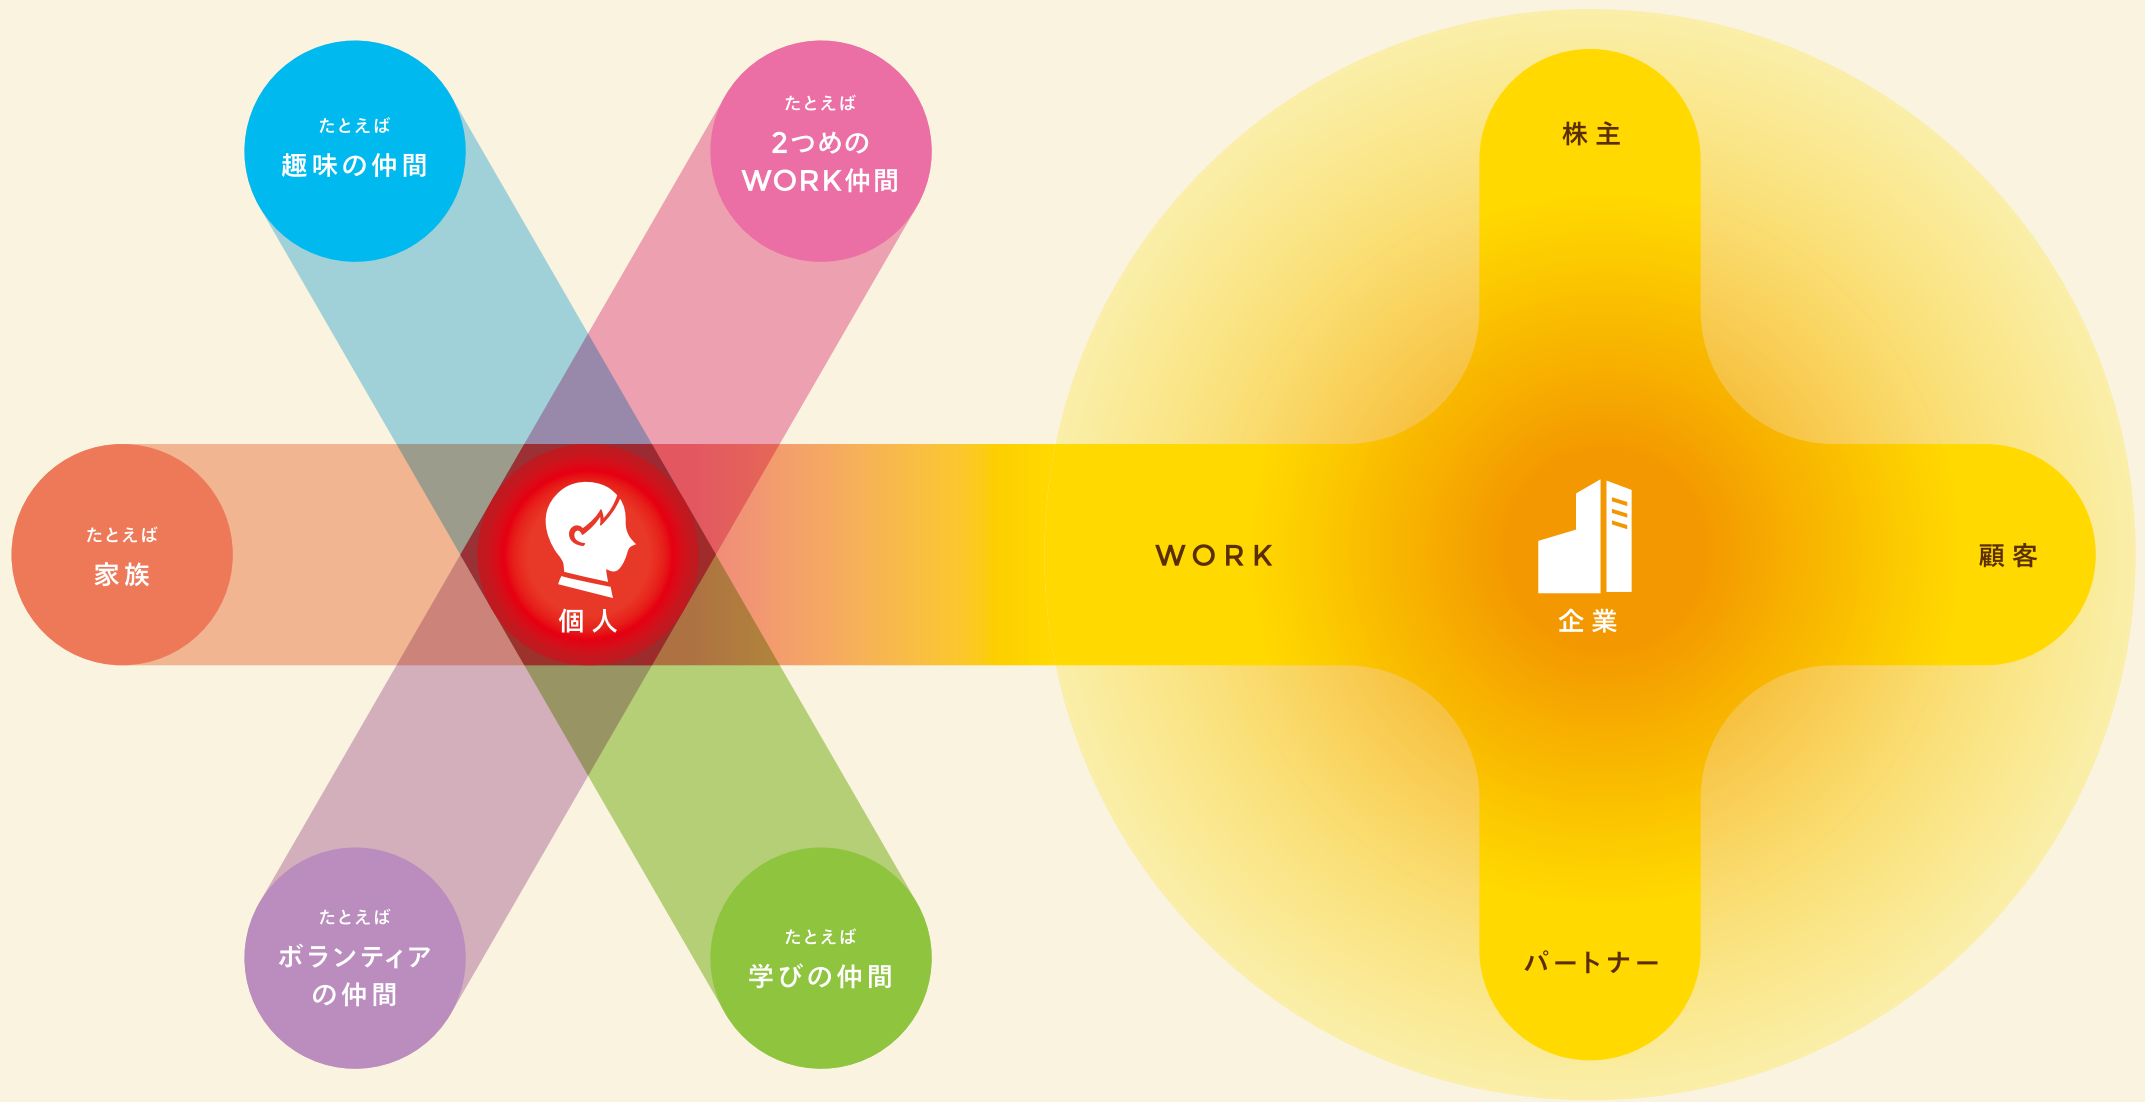 たとえば
趣味の仲間
たとえば
2つめの
WORK仲間
たとえば
家族
個人
たとえば
ボランティア
の仲間
たとえば
学びの仲間
WORK
株主
企業
顧客
パートナー